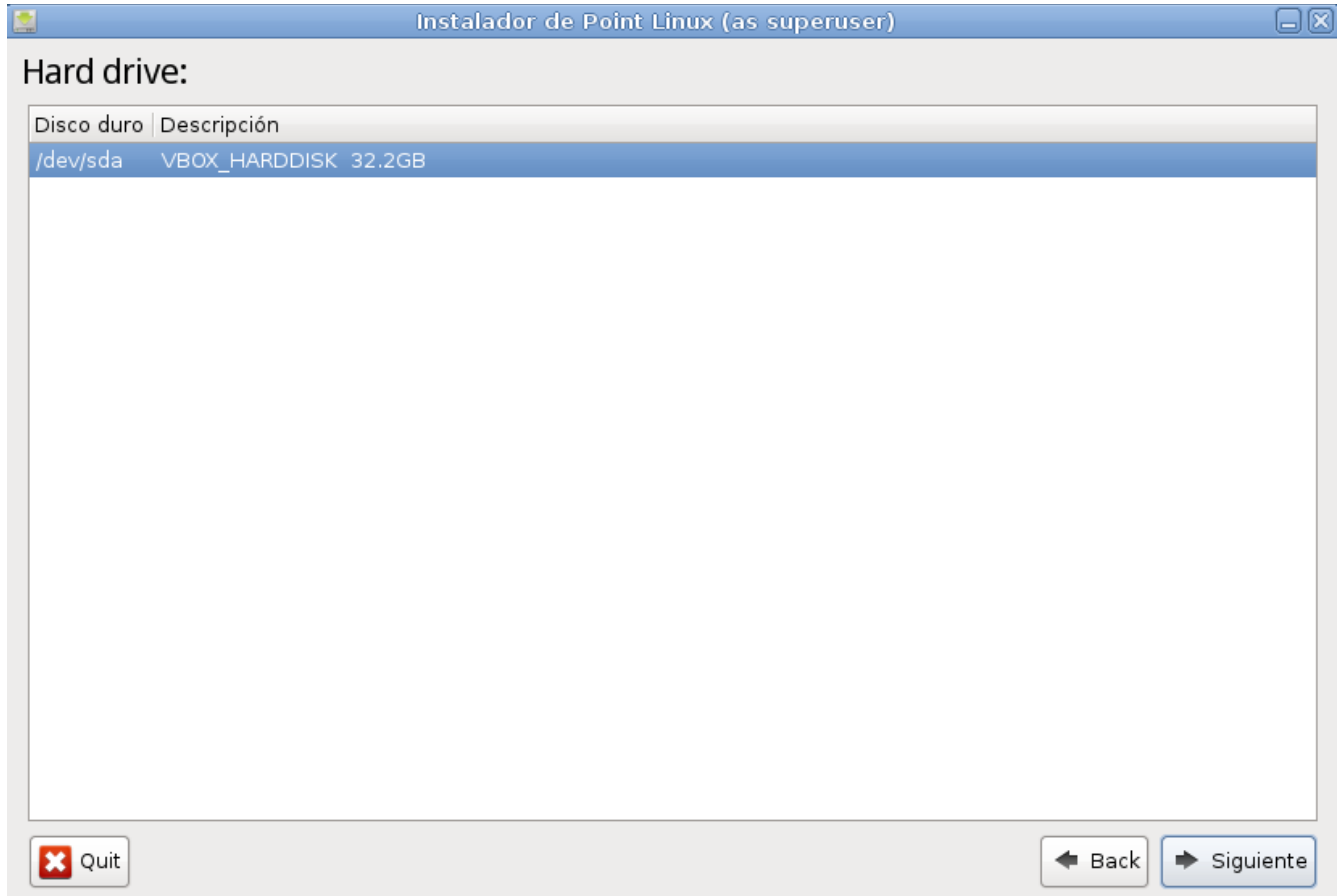 Instalador de Point Linux (as superuser)
Hard drive:
Disco duro Descripción
/dev/sda VBOX_HARDDISK 32.2GB
Quit Back Siguiente